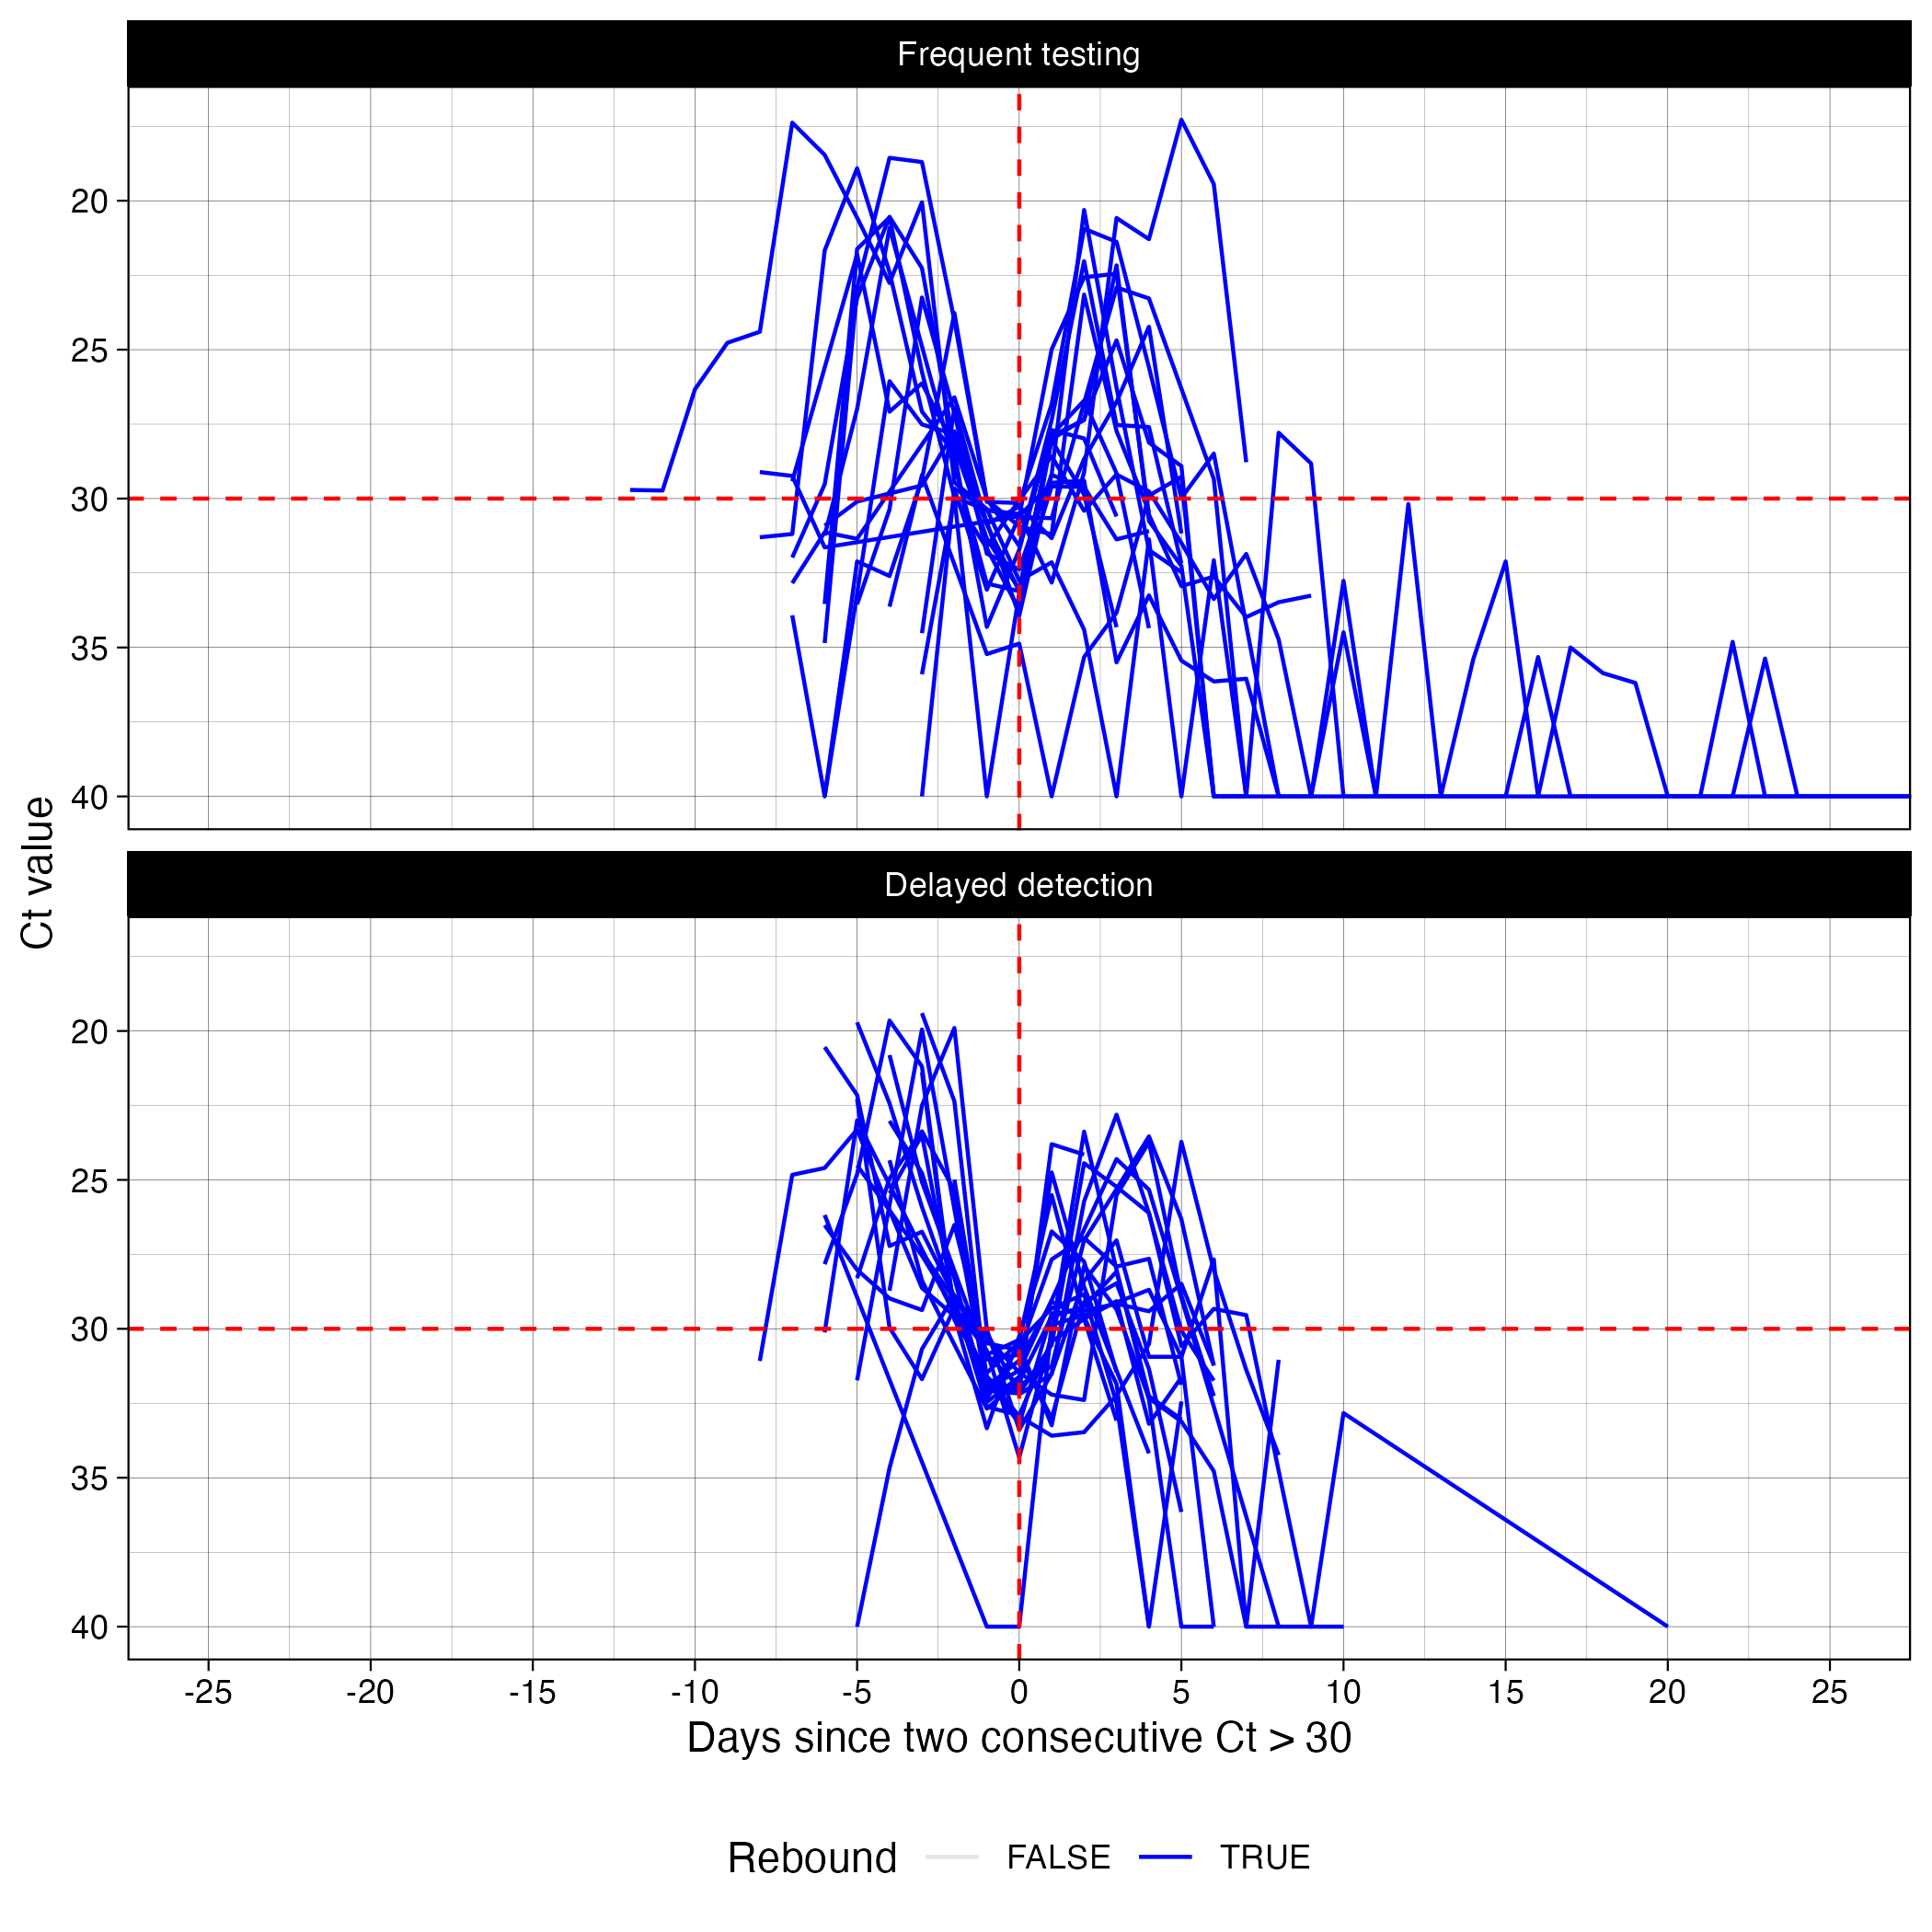 Frequent testing
20
25
30
35
40
Delayed detection
20
25
30
35
40
Ct value
-25 -20 -15 -10 -5 0 5 10 15 20 25
Days since two consecutive Ct > 30
Rebound FALSE TRUE